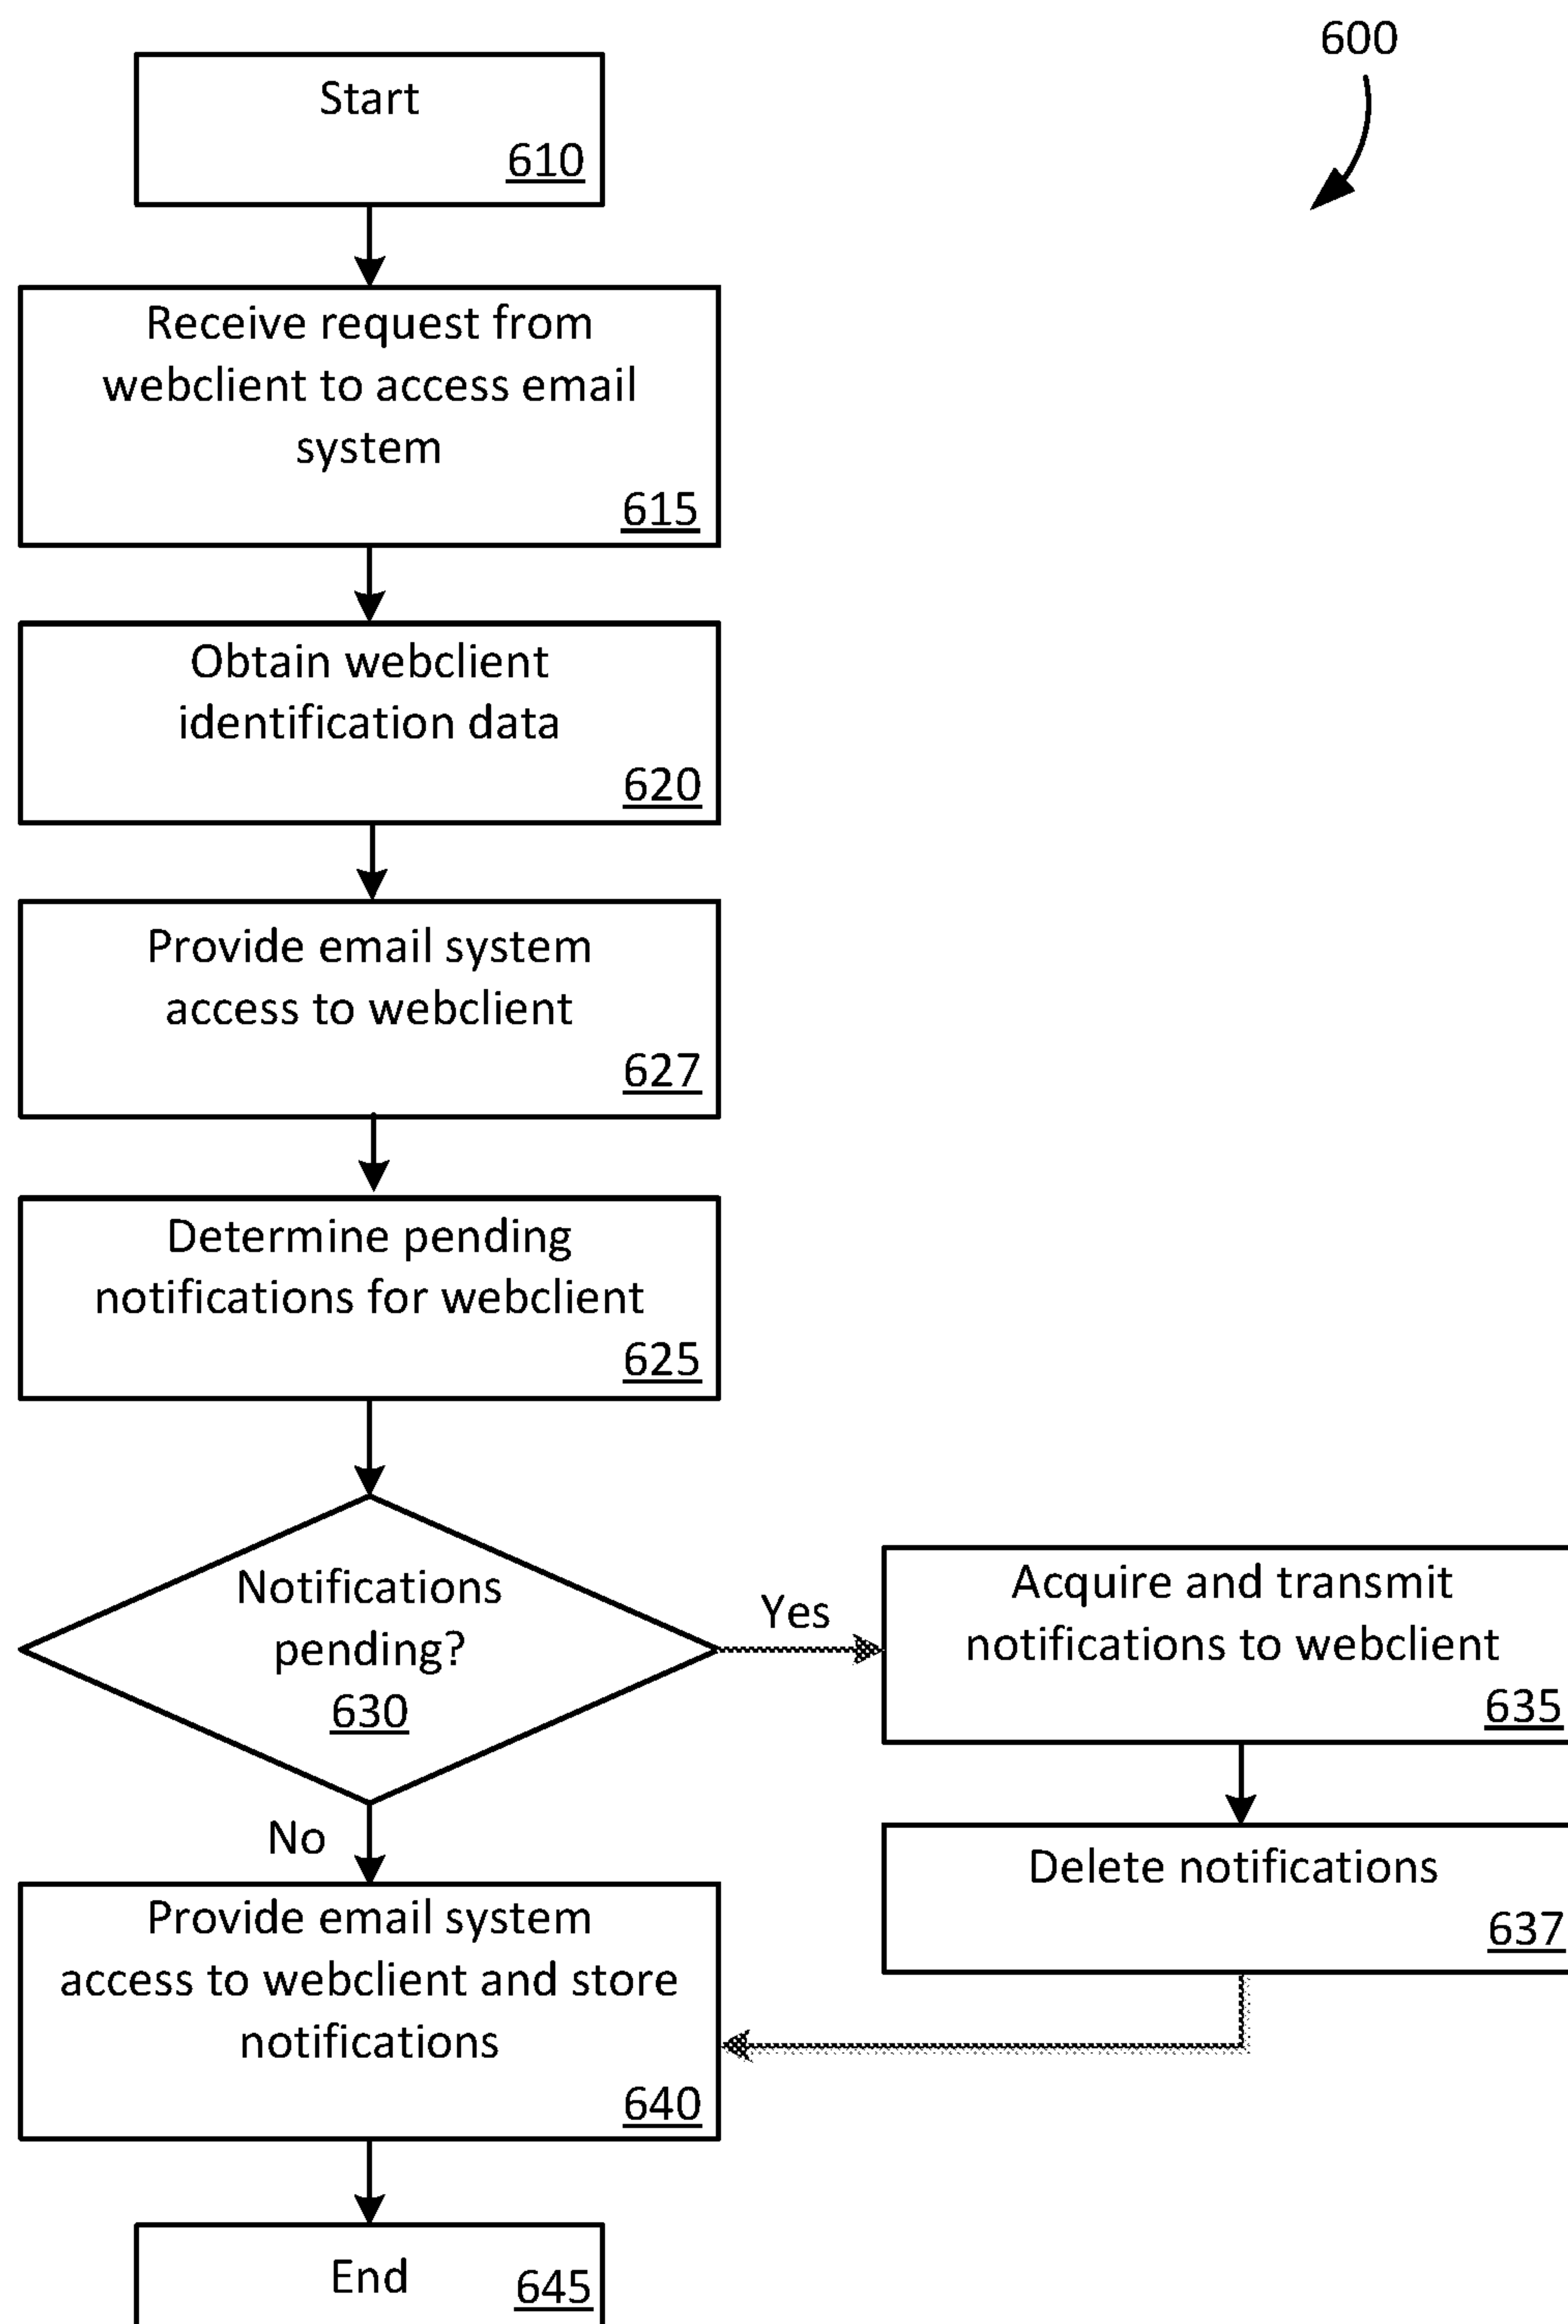 600
Start
610
Receive request from
webclient to access email
system
615
Obtain webclient
identification data
620
Provide email system
access to webclient
627
Determine pending
notifications for webclient
625
Notifications
pending?
630
Yes
Acquire and transmit
notifications to webclient
635
Delete notifications
637
No
Provide email system
access to webclient and store
notifications
640
End
645